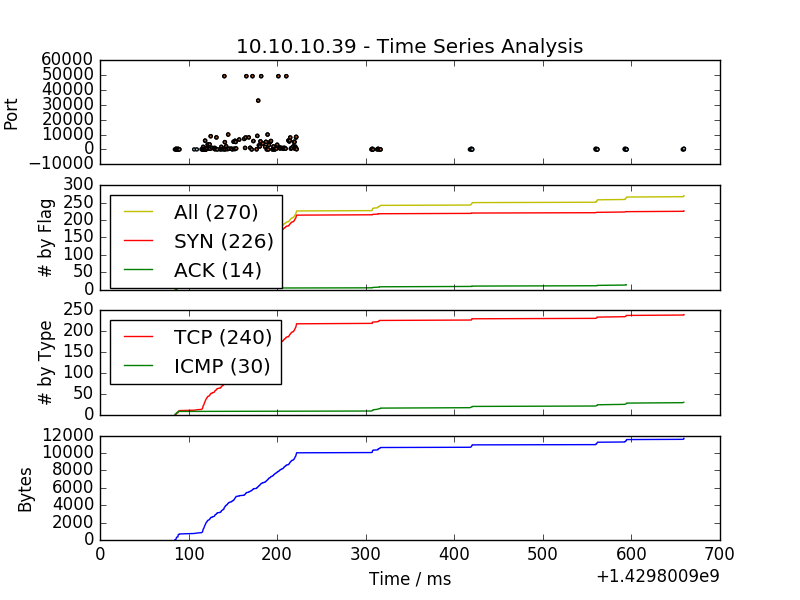 10.10.10.39 - Time Series Analysis
60000
50000
40000
30000
20000
10000
0
−10000
Port
300
250
200
150
100
50
0
# by Flag
All (270)
SYN (226)
ACK (14)
250
200
150
100
50
0
# by Type
TCP (240)
ICMP (30)
12000
10000
8000
6000
4000
2000
0
Bytes
0 100 200 300 400 500 600 700
Time / ms
+1.4298009e9